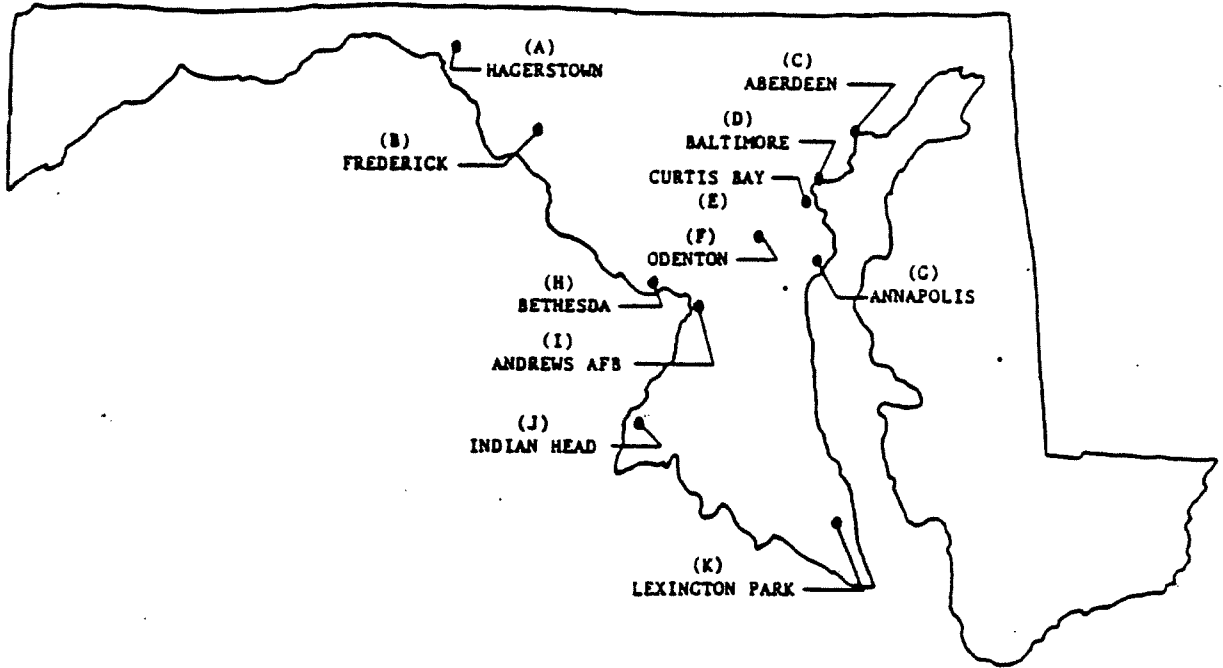 (A)
HAGERSTOWN
(C)
ABERDEEN
(D)
BALTIMORE
(B)
FREDERICK
CURTIS BAY
(E)
(F)
ODENTON
(G)
ANNAPOLIS
(H)
BETHESDA
(I)
ANDREWS AFB
(J)
INDIAN HEAD
(K)
LEXINGTON PARK